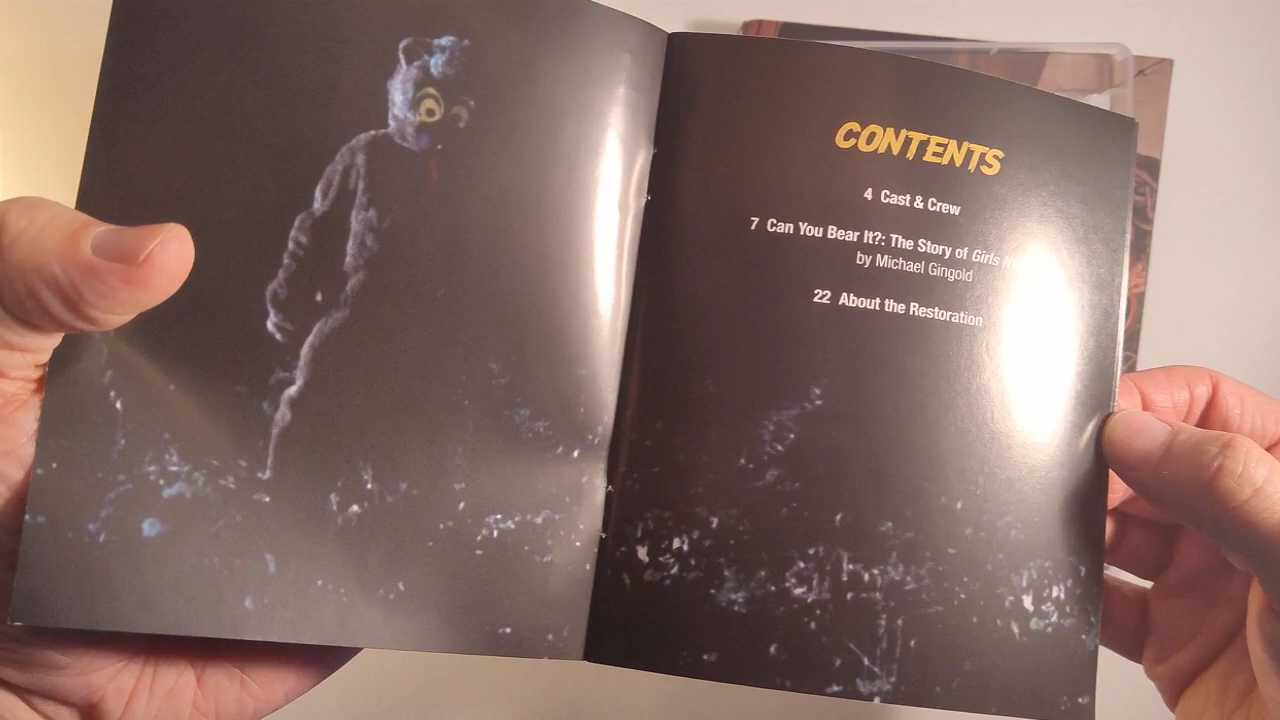 CONTENTS
4 Cast & Crew
7 Can You Bear It?: The Story of Girls
by Michael Gingold
22 About the Restoration